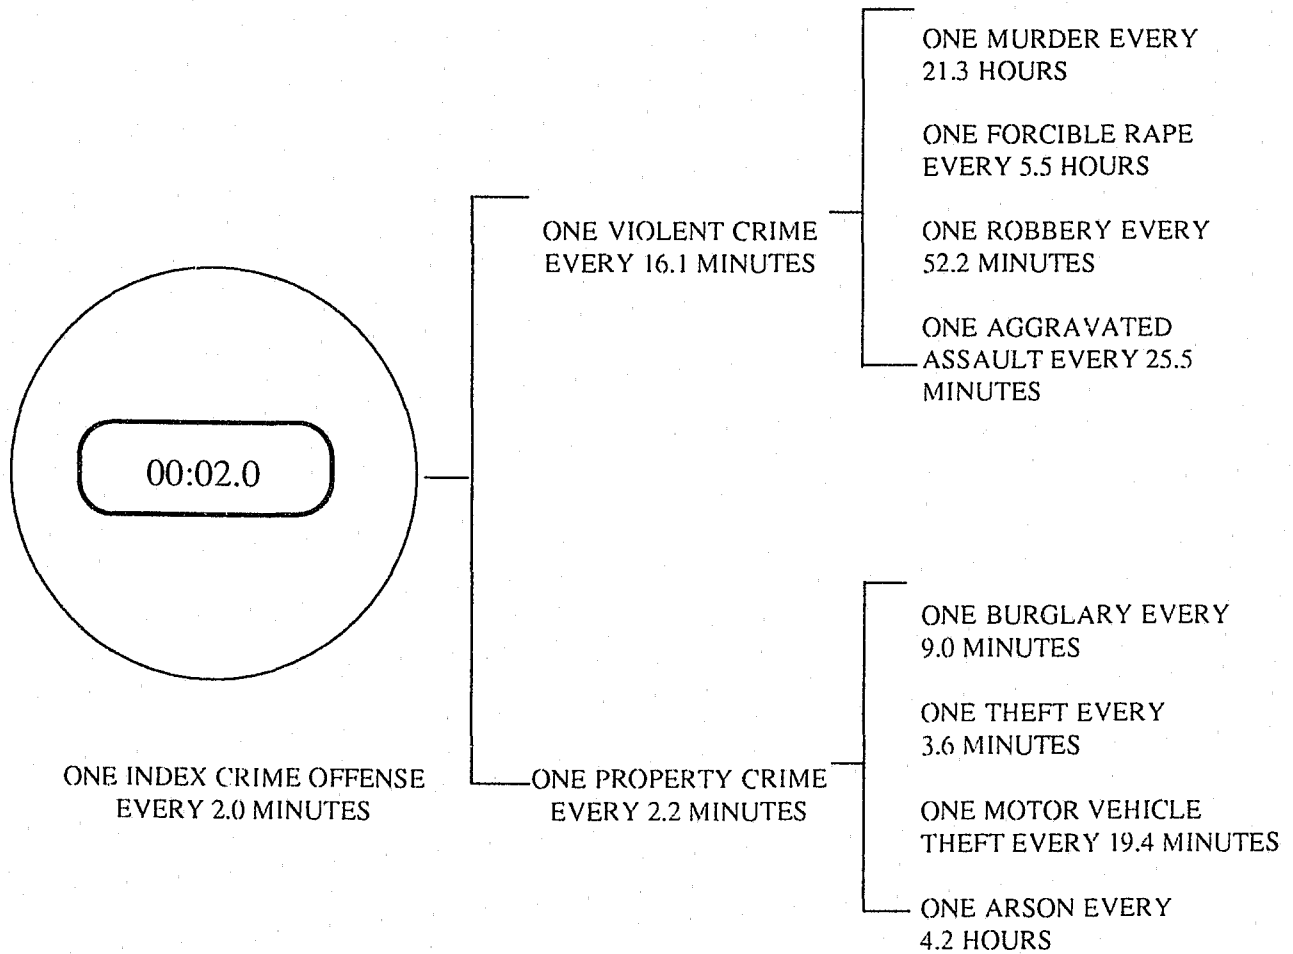 00:02.0
ONE INDEX CRIME OFFENSE
EVERY 2.0 MINUTES
ONE VIOLENT CRIME
EVERY 16.1 MINUTES
ONE MURDER EVERY
21.3 HOURS
ONE FORCIBLE RAPE
EVERY 5.5 HOURS
ONE ROBBERY EVERY
52.2 MINUTES
ONE AGGRAVATED
ASSAULT EVERY 25.5
MINUTES
ONE PROPERTY CRIME
EVERY 2.2 MINUTES
ONE BURGLARY EVERY
9.0 MINUTES
ONE THEFT EVERY
3.6 MINUTES
ONE MOTOR VEHICLE
THEFT EVERY 19.4 MINUTES
ONE ARSON EVERY
4.2 HOURS